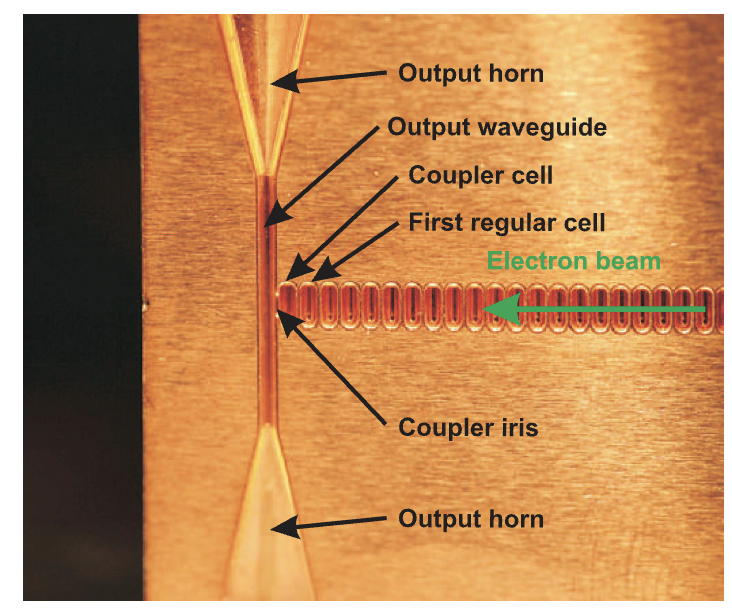 Output horn
Output waveguide
Coupler cell
First regular cell
Electron beam
Coupler iris
Output horn